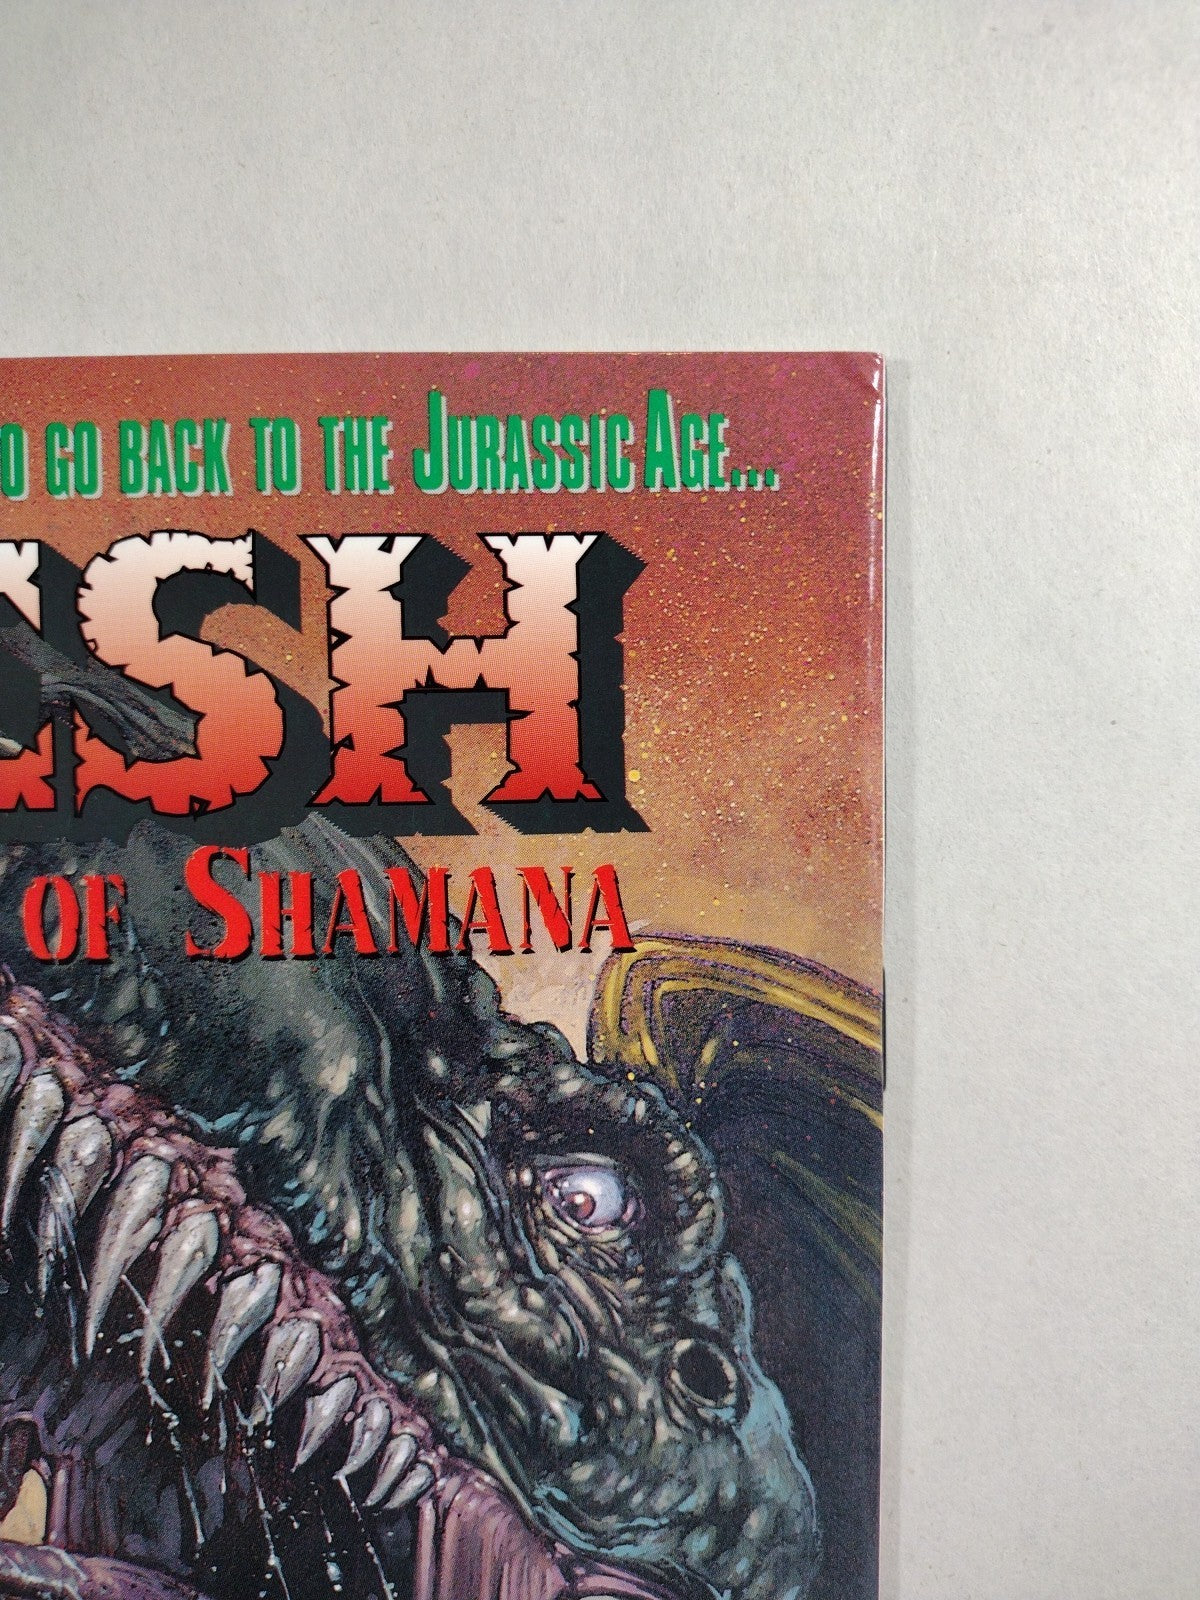 GO BACK TO THE JURASSIC AGE...
SH
OF SHAMANA